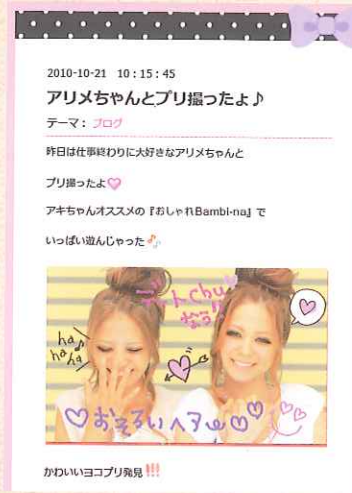 2010-10-21 10:15:45
アリメちゃんとプリ撮ったよ♪
テーマ: ブログ
昨日は仕事終わりに大好きなアリメちゃんと
プリ撮ったよ
アキちゃんオススメの『おしゃれBambi-na』で
いっぱい遊んじゃった
ha
ha
ha
おそろいヘアω
かわいいヨコプリ発見!!!